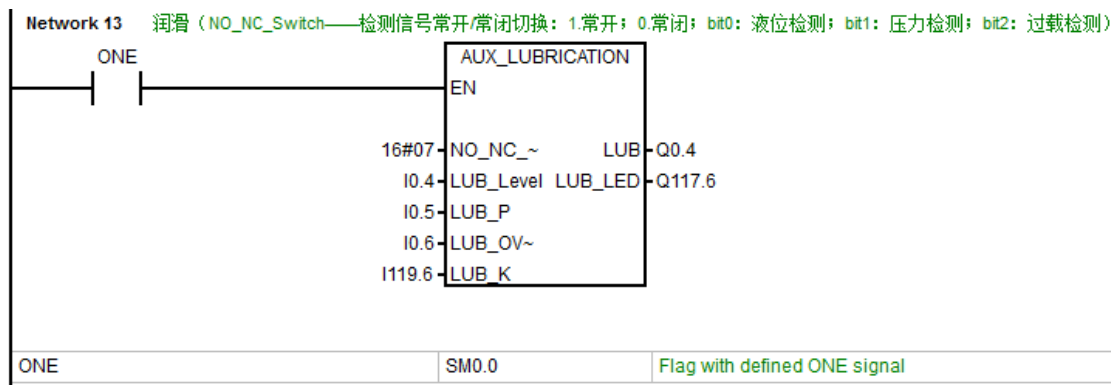 Network 13 润滑（NO_NC_Switch——检测信号常开/常闭切换：1.常开；0.常闭；bit0：液位检测；bit1：压力检测；bit2：过载检测）
ONE
AUX_LUBRICATION
EN
16#07 NO_NC_~ LUB Q0.4
I0.4 LUB_Level LUB_LED Q117.6
I0.5 LUB_P
I0.6 LUB_OV~
I119.6 LUB_K
ONE SM0.0 Flag with defined ONE signal